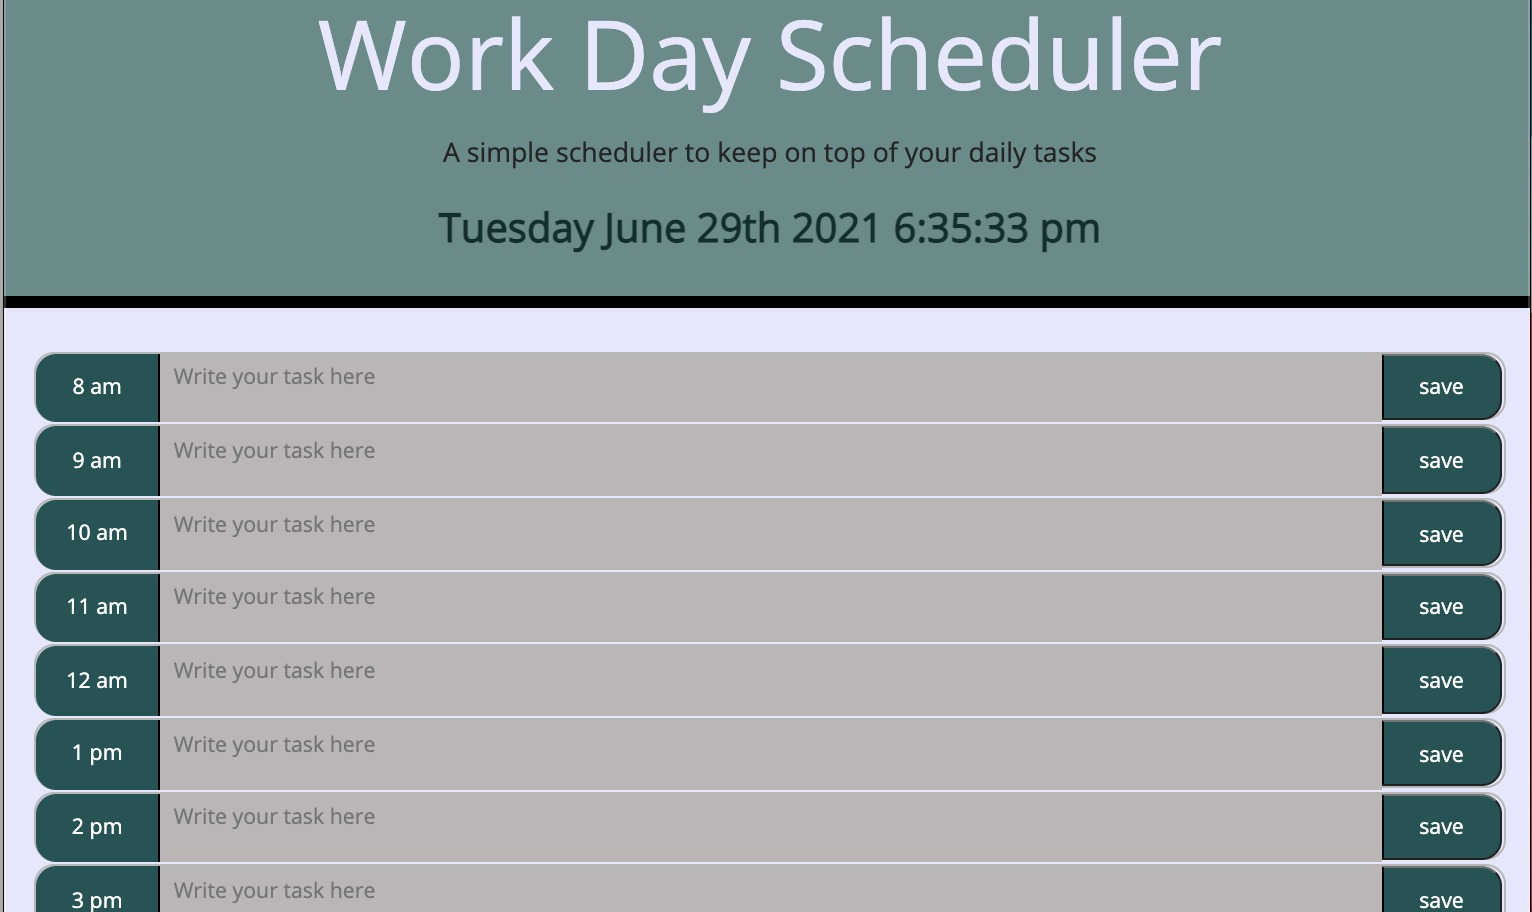 Work Day Scheduler
A simple scheduler to keep on top of your daily tasks
Tuesday June 29th 2021 6:35:33 pm
8 am Write your task here save
9 am Write your task here save
10 am Write your task here save
11 am Write your task here save
12 am Write your task here save
1 pm Write your task here save
2 pm Write your task here save
3 pm Write your task here save